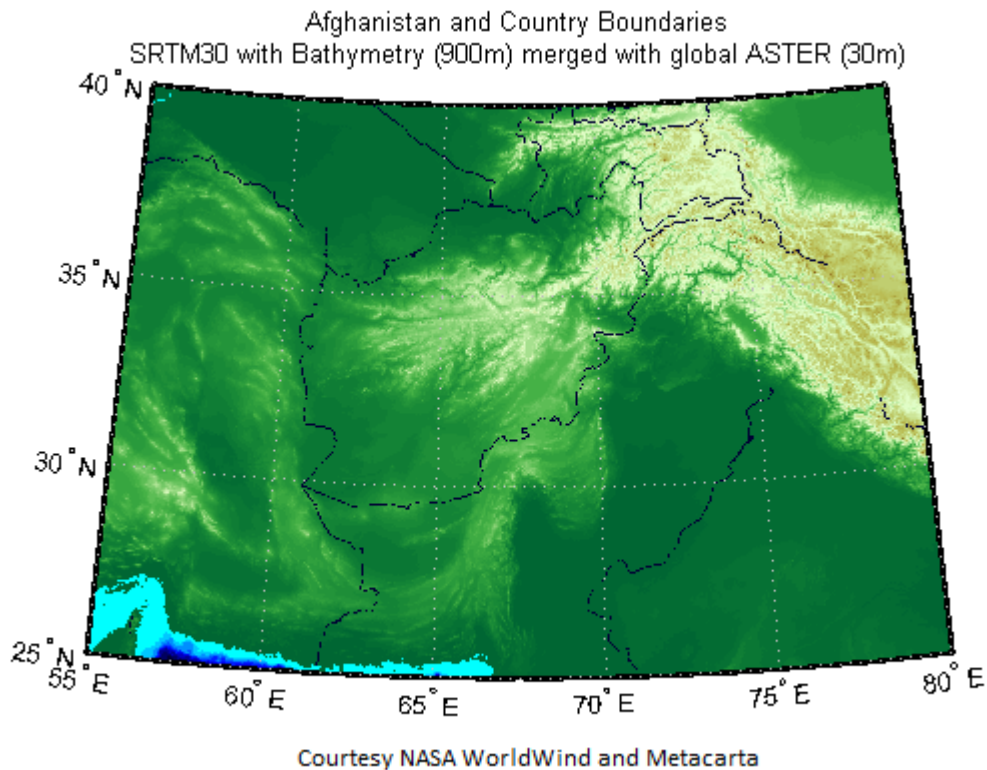 Afghanistan and Country Boundaries
SRTM30 with Bathymetry (900m) merged with global ASTER (30m)
40°N
35°N
30°N
25°N
55°E
60°E
65°E
70°E
75°E
80°E
Courtesy NASA WorldWind and Metacarta